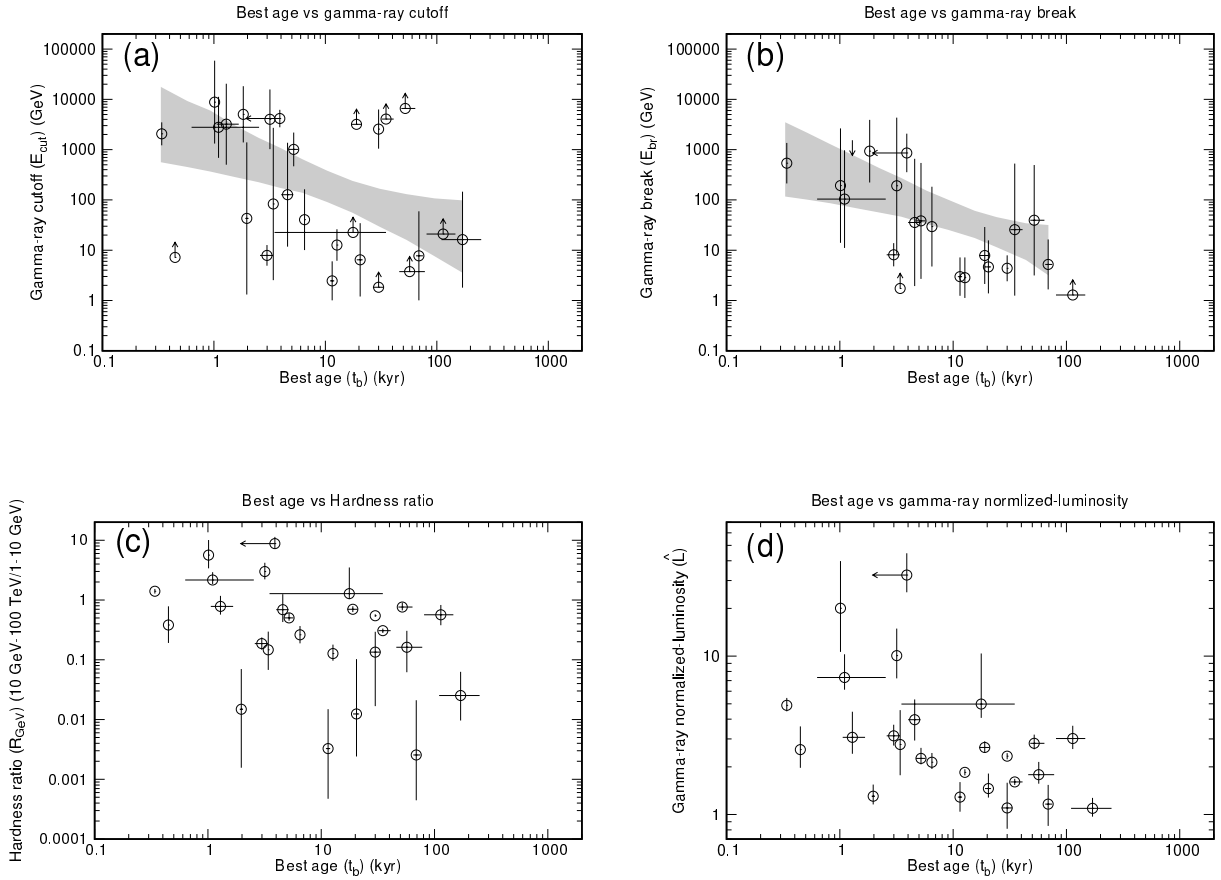 Best age vs gamma-ray cutoff
(a)
Gamma-ray cutoff (E_cut) (GeV)
100000
10000
1000
100
10
1
0.1
0.1 1 10 100 1000
Best age (t_b) (kyr)
Best age vs gamma-ray break
(b)
Gamma-ray break (E_br) (GeV)
100000
10000
1000
100
10
1
0.1
0.1 1 10 100 1000
Best age (t_b) (kyr)
Best age vs Hardness ratio
(c)
Hardness ratio (R_GeV) (10 GeV-100 TeV/1-10 GeV)
10
1
0.1
0.01
0.001
0.0001
0.1 1 10 100 1000
Best age (t_b) (kyr)
Best age vs gamma-ray normlized-luminosity
(d)
Gamma-ray normalized-luminosity (L̂)
10
1
0.1 1 10 100 1000
Best age (t_b) (kyr)